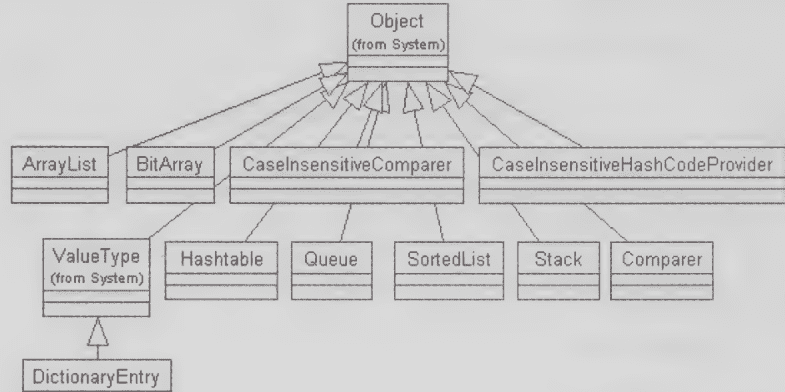 Object
(from System)
ArrayList
BitArray
CaseInsensitiveComparer
CaseInsensitiveHashCodeProvider
ValueType
(from System)
Hashtable
Queue
SortedList
Stack
Comparer
DictionaryEntry